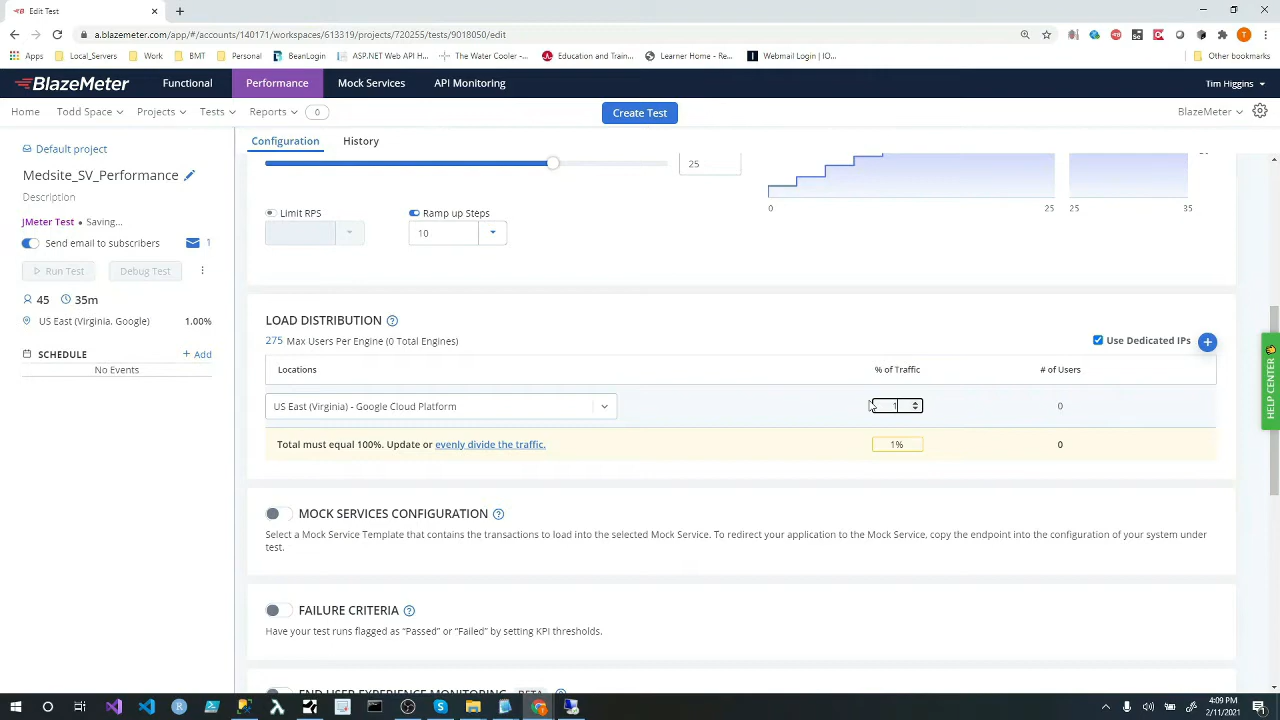 Edit Test
a.blazemeter.com/app/#/accounts/140171/workspaces/613319/projects/720255/tests/9018050/edit
Apps Local_Servers Work BMT Personal BeanLogin ASP.NET Web API H... The Water Cooler -... Education and Train... Learner Home - Re... Webmail Login | IO... Other bookmarks
BlazeMeter Functional Performance Mock Services API Monitoring Tim Higgins
Home Todd Space Projects Tests Reports 0 Create Test BlazeMeter
Configuration History
Default project
25
Medsite_SV_Performance
Description
0 25 25 35
Limit RPS Ramp up Steps
JMeter Test • Saving...
10
Send email to subscribers 1
Run Test Debug Test
45 35m
US East (Virginia, Google) 1.00%
SCHEDULE + Add
No Events
LOAD DISTRIBUTION
275 Max Users Per Engine (0 Total Engines) Use Dedicated IPs
Locations % of Traffic # of Users
US East (Virginia) - Google Cloud Platform 1 0
Total must equal 100%. Update or evenly divide the traffic. 1% 0
MOCK SERVICES CONFIGURATION
Select a Mock Service Template that contains the transactions to load into the selected Mock Service. To redirect your application to the Mock Service, copy the endpoint into the configuration of your system under
test.
FAILURE CRITERIA
Have your test runs flagged as “Passed” or “Failed” by setting KPI thresholds.
END USER EXPERIENCE MONITORING BETA
HELP CENTER
4:09 PM
2/11/2021